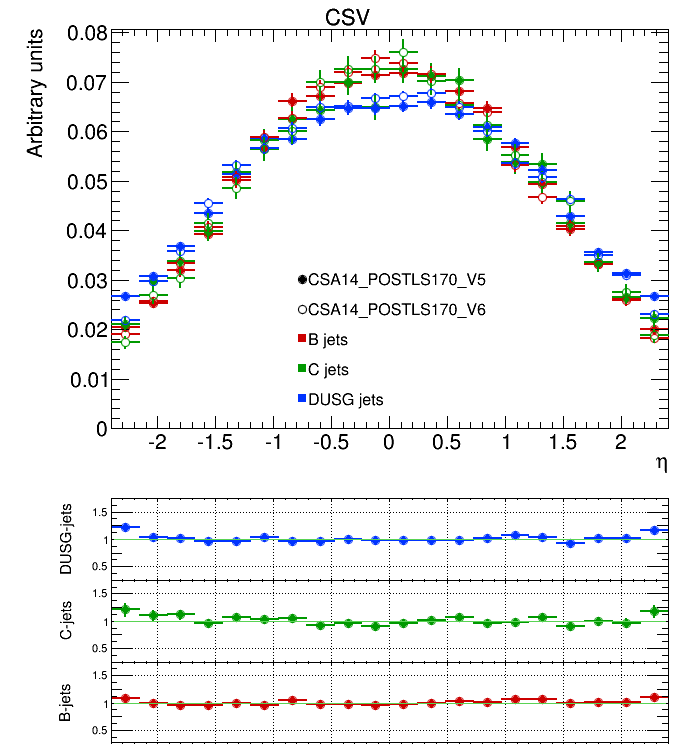 CSV
Arbitrary units
0.08
0.07
0.06
0.05
0.04
0.03
0.02
0.01
0
CSA14_POSTLS170_V5
CSA14_POSTLS170_V6
B jets
C jets
DUSG jets
-2 -1.5 -1 -0.5 0 0.5 1 1.5 2
η
DUSG-jets
1.5
1
0.5
C-jets
1.5
1
0.5
B-jets
1.5
1
0.5